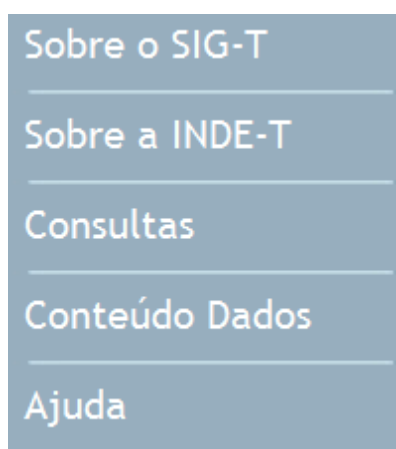 Sobre o SIG-T
Sobre a INDE-T
Consultas
Conteúdo Dados
Ajuda